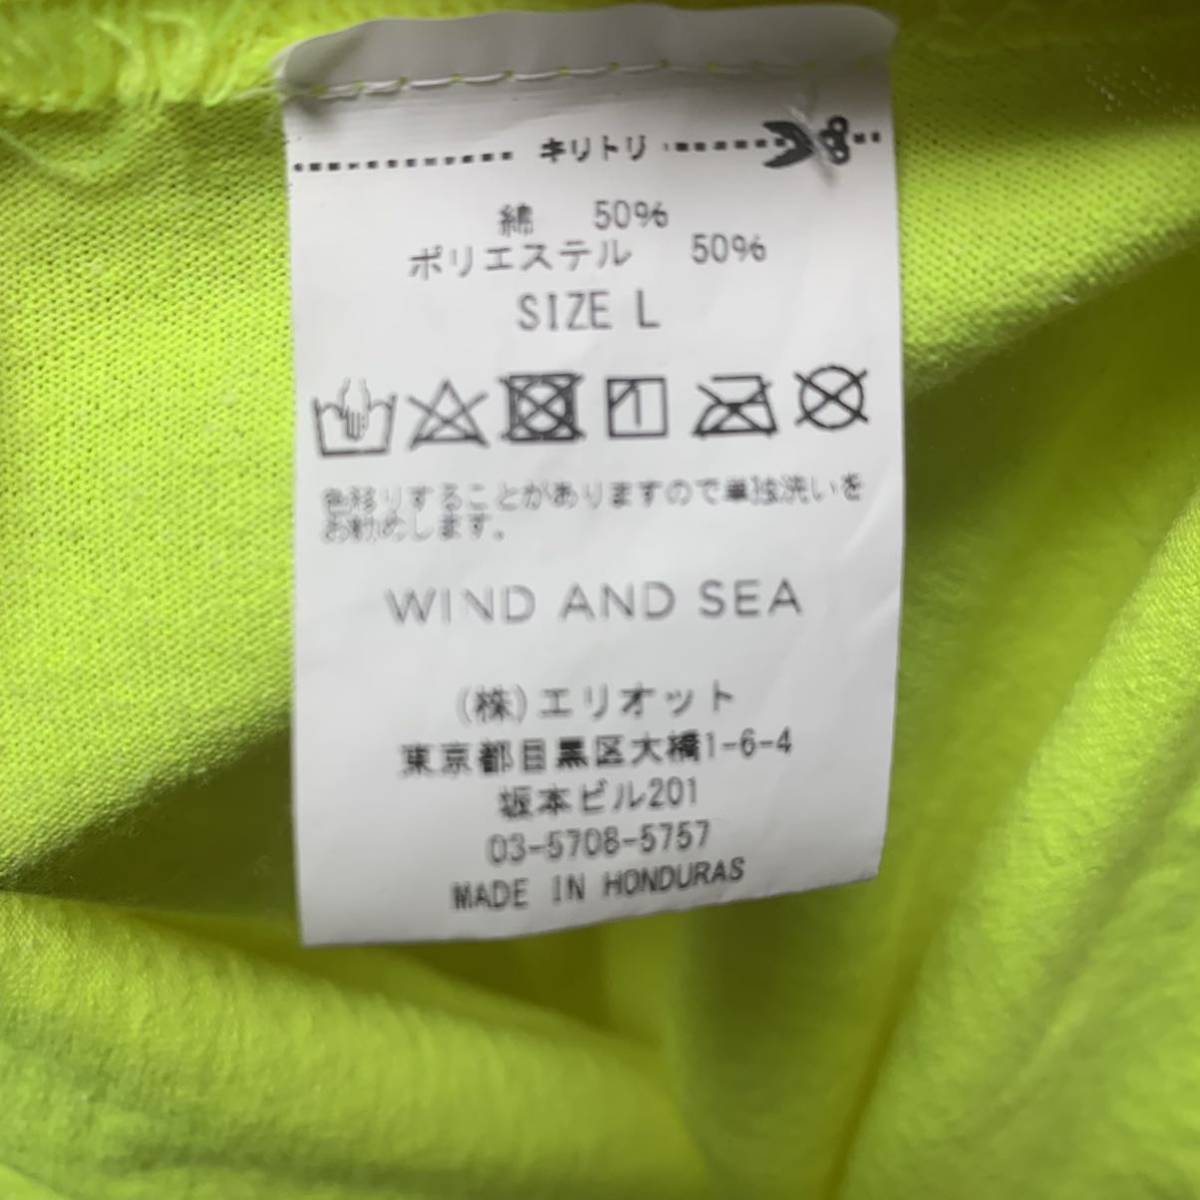 キリトリ
綿 50%
ポリエステル 50%
SIZE L
色移りすることがありますので単独洗いを
お勧めします。
WIND AND SEA
(株)エリオット
東京都目黒区大橋1-6-4
坂本ビル201
03-5708-5757
MADE IN HONDURAS